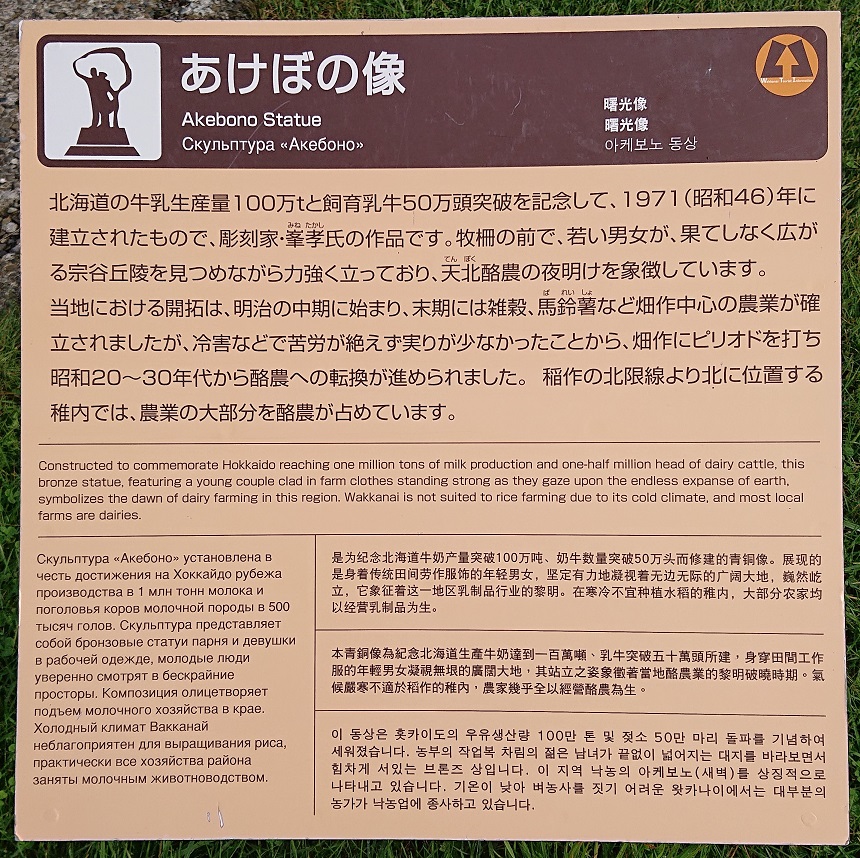 あけぼの像
Akebono Statue
Скульптура «Акебоно»
曙光像
曙光像
아케보노 동상
Wakkanai Tourist Information
北海道の牛乳生産量100万tと飼育乳牛50万頭突破を記念して、1971(昭和46)年に
建立されたもので、彫刻家・峯孝氏の作品です。牧柵の前で、若い男女が、果てしなく広が
る宗谷丘陵を見つめながら力強く立っており、天北酪農の夜明けを象徴しています。
当地における開拓は、明治の中期に始まり、末期には雑穀、馬鈴薯など畑作中心の農業が確
立されましたが、冷害などで苦労が絶えず実りが少なかったことから、畑作にピリオドを打ち
昭和20〜30年代から酪農への転換が進められました。 稲作の北限線より北に位置する
稚内では、農業の大部分を酪農が占めています。
Constructed to commemorate Hokkaido reaching one million tons of milk production and one-half million head of dairy cattle, this
bronze statue, featuring a young couple clad in farm clothes standing strong as they gaze upon the endless expanse of earth,
symbolizes the dawn of dairy farming in this region. Wakkanai is not suited to rice farming due to its cold climate, and most local
farms are dairies.
Скульптура «Акебоно» установлена в
честь достижения на Хоккайдо рубежа
производства в 1 млн тонн молока и
поголовья коров молочной породы в 500
тысяч голов. Скульптура представляет
собой бронзовые статуи парня и девушки
в рабочей одежде, молодые люди
уверенно смотрят в бескрайние
просторы. Композиция олицетворяет
подъем молочного хозяйства в крае.
Холодный климат Вакканай
неблагоприятен для выращивания риса,
практически все хозяйства района
заняты молочным животноводством.
是为纪念北海道牛奶产量突破100万吨、奶牛数量突破50万头而修建的青铜像。展现的
是身着传统田间劳作服饰的年轻男女，坚定有力地凝视着无边无际的广阔大地，巍然屹
立，它象征着这一地区乳制品行业的黎明。在寒冷不宜种植水稻的稚内，大部分农家均
以经营乳制品为生。
本青銅像為紀念北海道生產牛奶達到一百萬噸、乳牛突破五十萬頭所建，身穿田間工作
服的年輕男女凝視無垠的廣闊大地，其站立之姿象徵著當地酪農業的黎明破曉時期。氣
候嚴寒不適於稻作的稚內，農家幾乎全以經營酪農為生。
이 동상은 홋카이도의 우유생산량 100만 톤 및 젖소 50만 마리 돌파를 기념하여
세워졌습니다. 농부의 작업복 차림의 젊은 남녀가 끝없이 넓어지는 대지를 바라보면서
힘차게 서있는 브론즈 상입니다. 이 지역 낙농의 아케보노(새벽)를 상징적으로
나타내고 있습니다. 기온이 낮아 벼농사를 짓기 어려운 왓카나이에서는 대부분의
농가가 낙농업에 종사하고 있습니다.